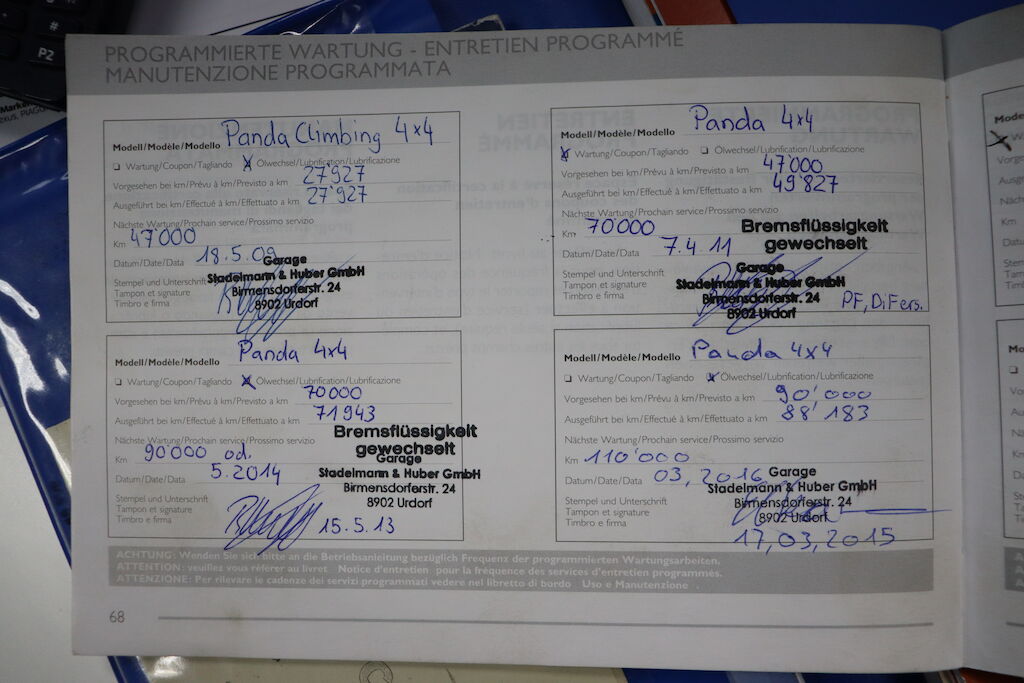 #
P2
PROGRAMMIERTE WARTUNG - ENTRETIEN PROGRAMMÉ
MANUTENZIONE PROGRAMMATA
Modell/Modèle/Modello Panda Climbing 4x4
❏ Wartung/Coupon/Tagliando ❏ Ölwechsel/Lubrification/Lubrificazione
Vorgesehen bei km/Prévu à km/Previsto a km 27'927
Ausgeführt bei km/Effectué à km/Effettuato a km 27'927
Nächste Wartung/Prochain service/Prossimo servizio
Km 47'000
Datum/Date/Data 18.5.09
Stempel und Unterschrift
Tampon et signature
Timbro e firma
Garage
Stadelmann & Huber GmbH
Birmensdorferstr. 24
8902 Urdorf
Modell/Modèle/Modello Panda 4x4
❏ Wartung/Coupon/Tagliando ❏ Ölwechsel/Lubrification/Lubrificazione
Vorgesehen bei km/Prévu à km/Previsto a km 47'000
Ausgeführt bei km/Effectué à km/Effettuato a km 49'827
Nächste Wartung/Prochain service/Prossimo servizio
Km 70'000
Bremsflüssigkeit
gewechselt
Datum/Date/Data 7.4.11
Stempel und Unterschrift
Tampon et signature
Timbro e firma
Garage
Stadelmann & Huber GmbH
Birmensdorferstr. 24
8902 Urdorf
PF, DiFers.
Modell/Modèle/Modello Panda 4x4
❏ Wartung/Coupon/Tagliando ❏ Ölwechsel/Lubrification/Lubrificazione
Vorgesehen bei km/Prévu à km/Previsto a km 70000
Ausgeführt bei km/Effectué à km/Effettuato a km 71943
Nächste Wartung/Prochain service/Prossimo servizio
Km 90'000 od.
Bremsflüssigkeit
gewechselt
Datum/Date/Data 5.2014
Stempel und Unterschrift
Tampon et signature
Timbro e firma
Garage
Stadelmann & Huber GmbH
Birmensdorferstr. 24
8902 Urdorf
15.5.13
Modell/Modèle/Modello Panda 4x4
❏ Wartung/Coupon/Tagliando ❏ Ölwechsel/Lubrification/Lubrificazione
Vorgesehen bei km/Prévu à km/Previsto a km 90'000
Ausgeführt bei km/Effectué à km/Effettuato a km 88'183
Nächste Wartung/Prochain service/Prossimo servizio
Km 110'000
Datum/Date/Data 03,2016
Stempel und Unterschrift
Tampon et signature
Timbro e firma
Garage
Stadelmann & Huber GmbH
Birmensdorferstr. 24
8902 Urdorf
17,03,2015
ACHTUNG: Wenden Sie sich bitte an die Betriebsanleitung bezüglich Frequenz der programmierten Wartungsarbeiten.
ATTENTION: veuillez vous référer au livret Notice d'entretien pour la fréquence des services d'entretien programmés.
ATTENZIONE: Per rilevare le cadenze dei servizi programmati vedere nel libretto di bordo Uso e Manutenzione .
68